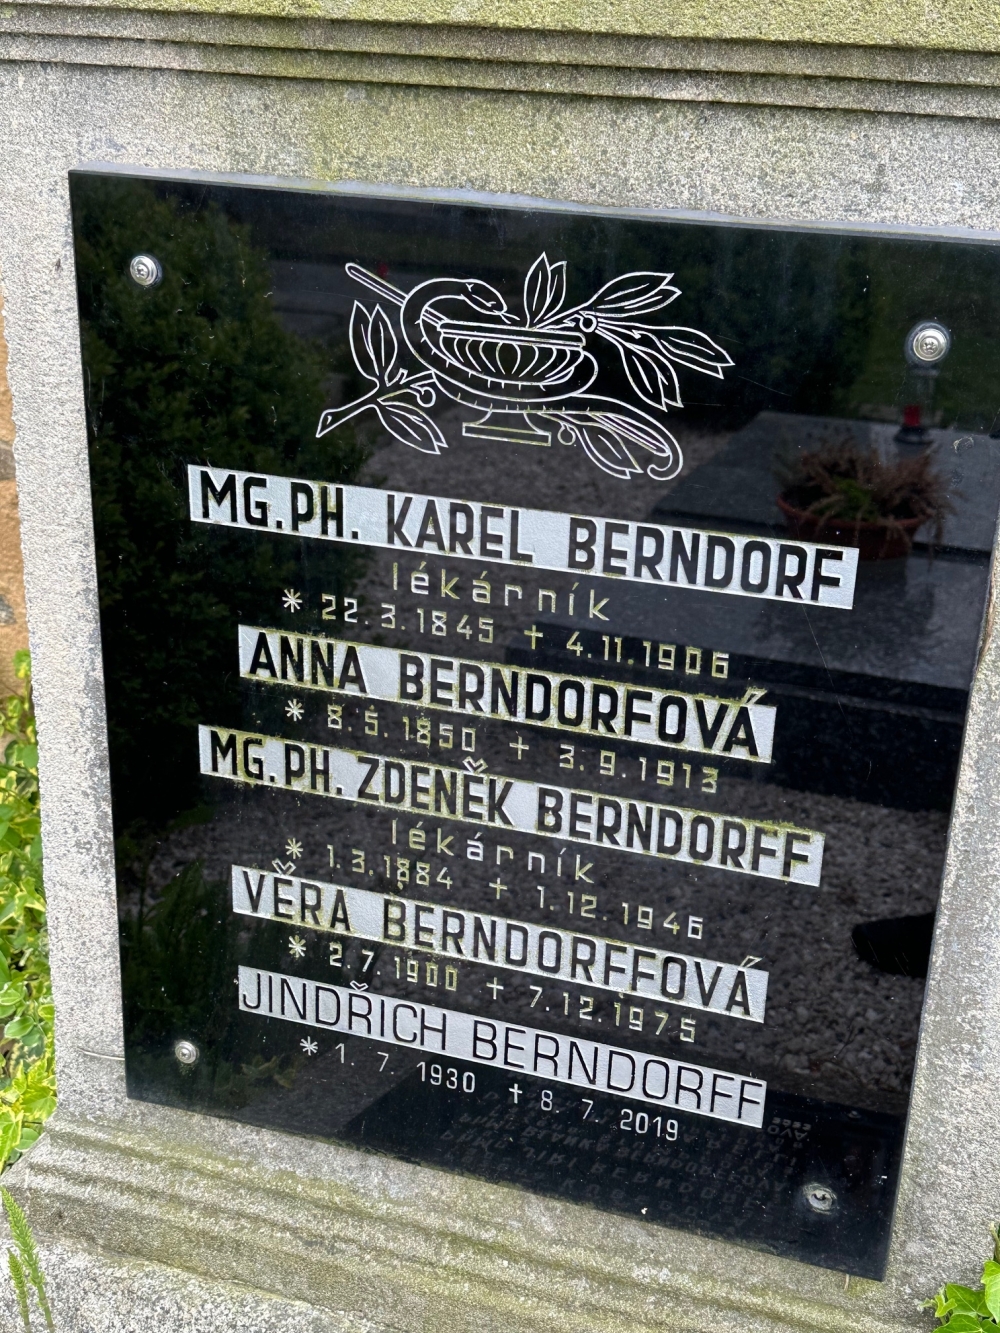 MG.PH. KAREL BERNDORF
lékárník
* 22.3.1845 † 4.11.1906
ANNA BERNDORFOVÁ
* 8.5.1850 † 3.9.1913
MG.PH. ZDENĚK BERNDORFF
lékárník
* 1.3.1884 † 1.12.1946
VĚRA BERNDORFFOVÁ
* 2.7.1900 † 7.12.1975
JINDŘICH BERNDORFF
* 1. 7. 1930 † 8. 7. 2019